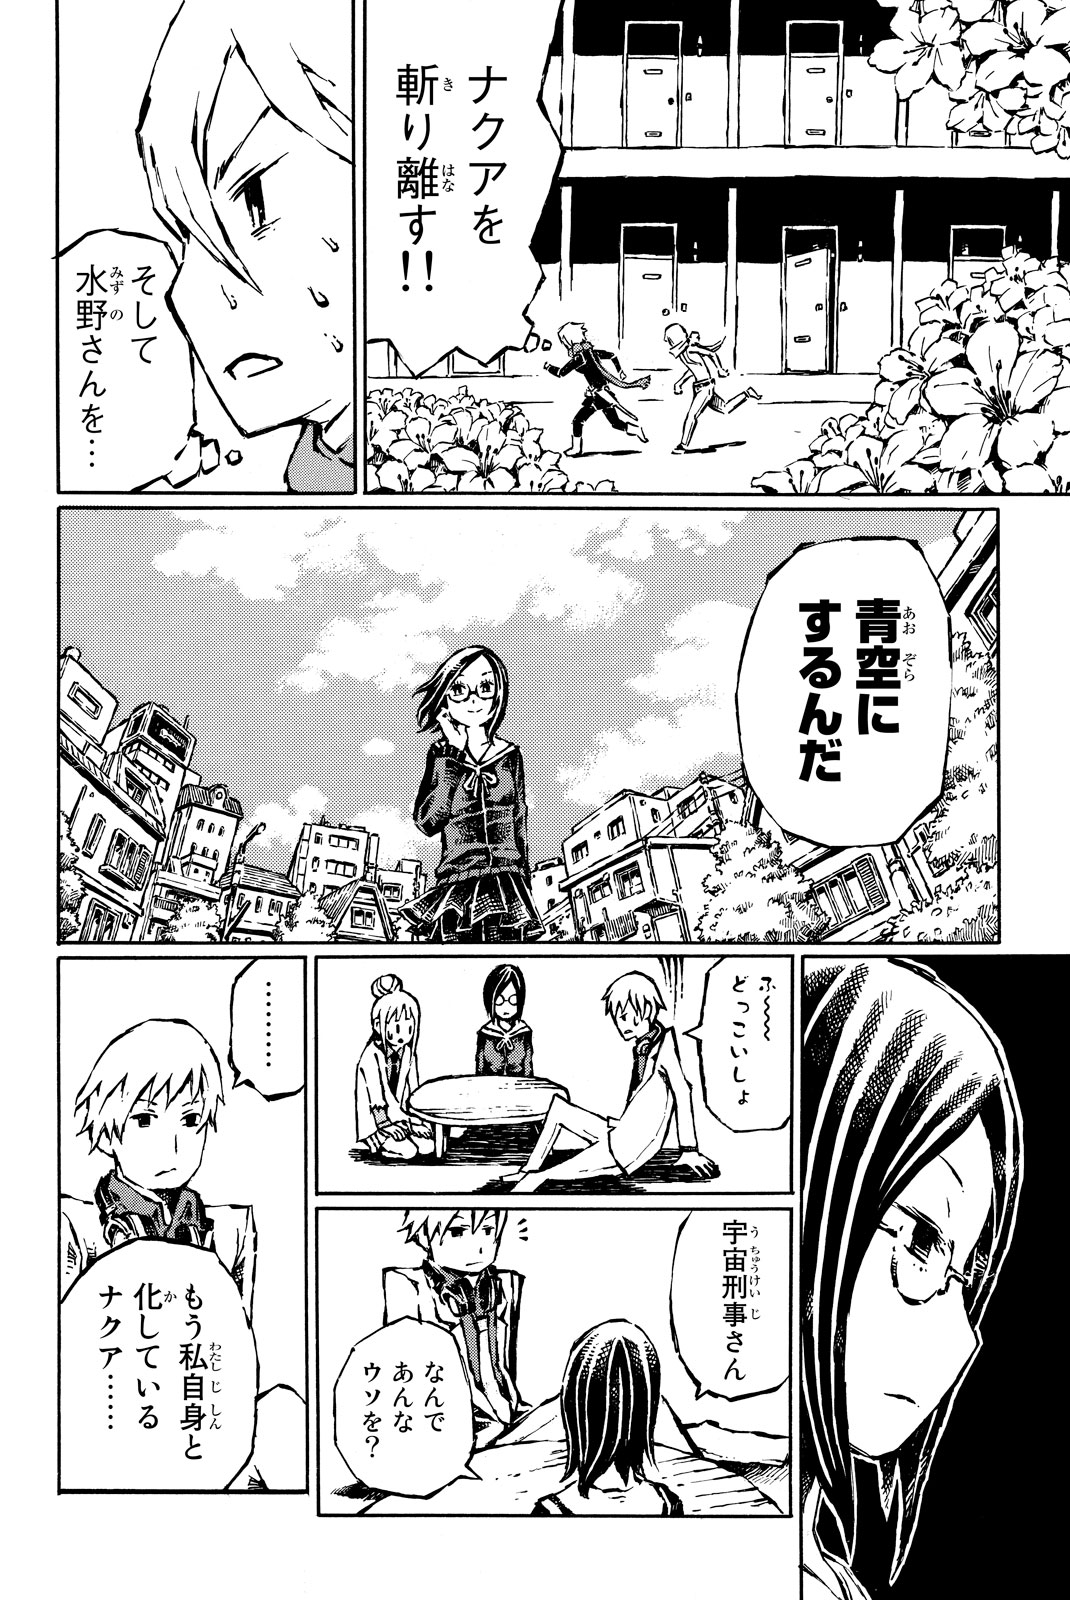 ナクアを
斬り離す!!
そして
水野さんを…
青空に
するんだ
ふ〜〜〜
どっこいしょ
宇宙刑事さん
なんで
あんな
ウソを?
………
もう私自身と
化している
ナクア……